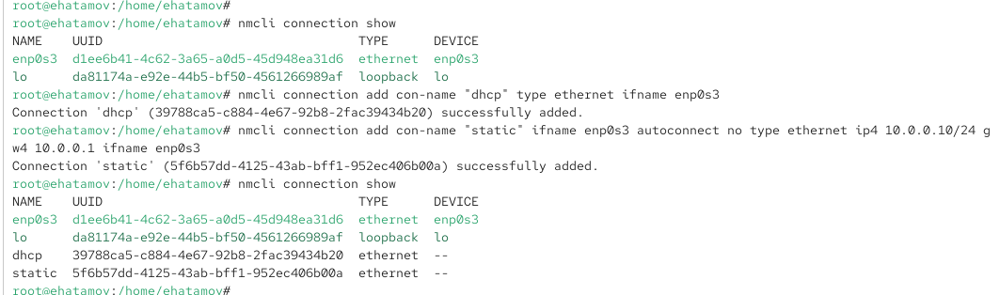 root@ehatamov:/home/ehatamov#
root@ehatamov:/home/ehatamov# nmcli connection show
NAME    UUID                                  TYPE      DEVICE
enp0s3  d1ee6b41-4c62-3a65-a0d5-45d948ea31d6  ethernet  enp0s3
lo      da81174a-e92e-44b5-bf50-4561266989af  loopback  lo
root@ehatamov:/home/ehatamov# nmcli connection add con-name "dhcp" type ethernet ifname enp0s3
Connection 'dhcp' (39788ca5-c884-4e67-92b8-2fac39434b20) successfully added.
root@ehatamov:/home/ehatamov# nmcli connection add con-name "static" ifname enp0s3 autoconnect no type ethernet ip4 10.0.0.10/24 g
w4 10.0.0.1 ifname enp0s3
Connection 'static' (5f6b57dd-4125-43ab-bff1-952ec406b00a) successfully added.
root@ehatamov:/home/ehatamov# nmcli connection show
NAME    UUID                                  TYPE      DEVICE
enp0s3  d1ee6b41-4c62-3a65-a0d5-45d948ea31d6  ethernet  enp0s3
lo      da81174a-e92e-44b5-bf50-4561266989af  loopback  lo
dhcp    39788ca5-c884-4e67-92b8-2fac39434b20  ethernet  --
static  5f6b57dd-4125-43ab-bff1-952ec406b00a  ethernet  --
root@ehatamov:/home/ehatamov#